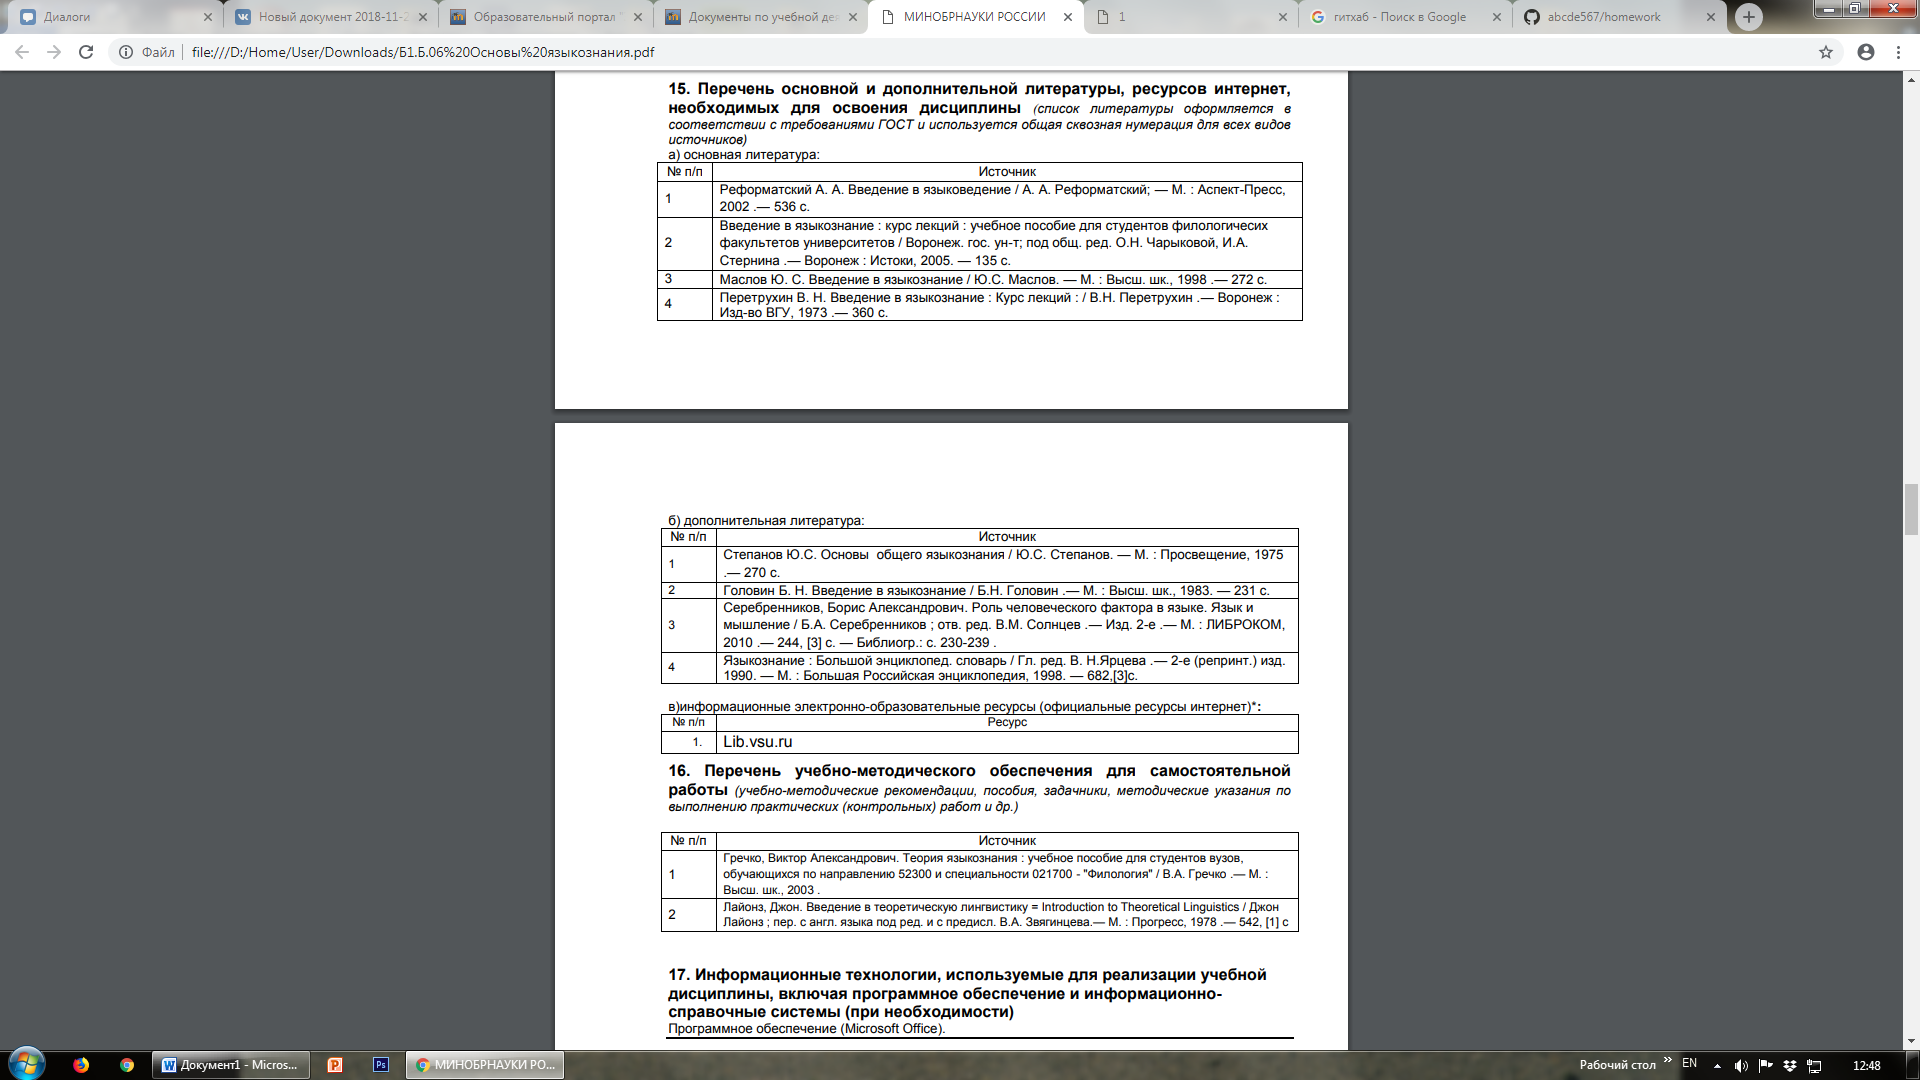 Диалоги
Новый документ 2018-11-2
Образовательный портал "
Документы по учебной де
МИНОБРНАУКИ РОССИИ
1
гитхаб - Поиск в Google
abcde567/homework
Файл
file:///D:/Home/User/Downloads/Б1.Б.06%20Основы%20языкознания.pdf
15. Перечень основной и дополнительной литературы, ресурсов интернет,
необходимых для освоения дисциплины (список литературы оформляется в
соответствии с требованиями ГОСТ и используется общая сквозная нумерация для всех видов
источников)
а) основная литература:
№ п/п Источник
1 Реформатский А. А. Введение в языковедение / А. А. Реформатский; — М. : Аспект-Пресс,
2002 .— 536 с.
2 Введение в языкознание : курс лекций : учебное пособие для студентов филологичесих
факультетов университетов / Воронеж. гос. ун-т; под общ. ред. О.Н. Чарыковой, И.А.
Стернина .— Воронеж : Истоки, 2005. — 135 с.
3 Маслов Ю. С. Введение в языкознание / Ю.С. Маслов. — М. : Высш. шк., 1998 .— 272 с.
4 Перетрухин В. Н. Введение в языкознание : Курс лекций : / В.Н. Перетрухин .— Воронеж :
Изд-во ВГУ, 1973 .— 360 с.
б) дополнительная литература:
№ п/п Источник
1 Степанов Ю.С. Основы общего языкознания / Ю.С. Степанов. — М. : Просвещение, 1975
.— 270 с.
2 Головин Б. Н. Введение в языкознание / Б.Н. Головин .— М. : Высш. шк., 1983. — 231 с.
3 Серебренников, Борис Александрович. Роль человеческого фактора в языке. Язык и
мышление / Б.А. Серебренников ; отв. ред. В.М. Солнцев .— Изд. 2-е .— М. : ЛИБРОКОМ,
2010 .— 244, [3] с. — Библиогр.: с. 230-239 .
4 Языкознание : Большой энциклопед. словарь / Гл. ред. В. Н.Ярцева .— 2-е (репринт.) изд.
1990. — М. : Большая Российская энциклопедия, 1998. — 682,[3]с.
в)информационные электронно-образовательные ресурсы (официальные ресурсы интернет)*:
№ п/п Ресурс
1. Lib.vsu.ru
16. Перечень учебно-методического обеспечения для самостоятельной
работы (учебно-методические рекомендации, пособия, задачники, методические указания по
выполнению практических (контрольных) работ и др.)
№ п/п Источник
1 Гречко, Виктор Александрович. Теория языкознания : учебное пособие для студентов вузов,
обучающихся по направлению 52300 и специальности 021700 - "Филология" / В.А. Гречко .— М. :
Высш. шк., 2003 .
2 Лайонз, Джон. Введение в теоретическую лингвистику = Introduction to Theoretical Linguistics / Джон
Лайонз ; пер. с англ. языка под ред. и с предисл. В.А. Звягинцева.— М. : Прогресс, 1978 .— 542, [1] с
17. Информационные технологии, используемые для реализации учебной
дисциплины, включая программное обеспечение и информационно-
справочные системы (при необходимости)
Программное обеспечение (Microsoft Office).
Документ1 - Micros...
МИНОБРНАУКИ РО...
Рабочий стол
EN
12:48